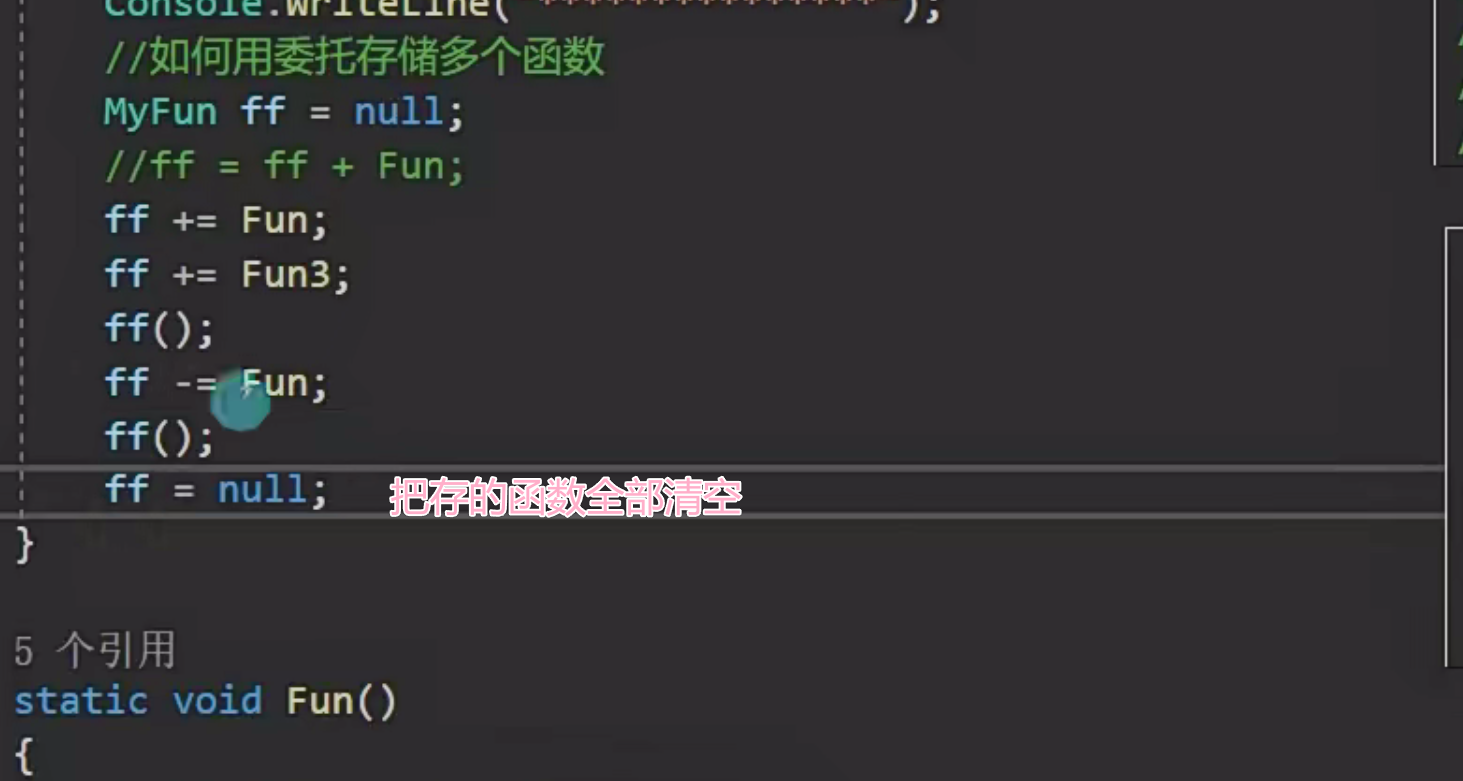 Console.WriteLine("****************");
//如何用委托存储多个函数
MyFun ff = null;
//ff = ff + Fun;
ff += Fun;
ff += Fun3;
ff();
ff -= Fun;
ff();
ff = null; 把存的函数全部清空
}
5 个引用
static void Fun()
{